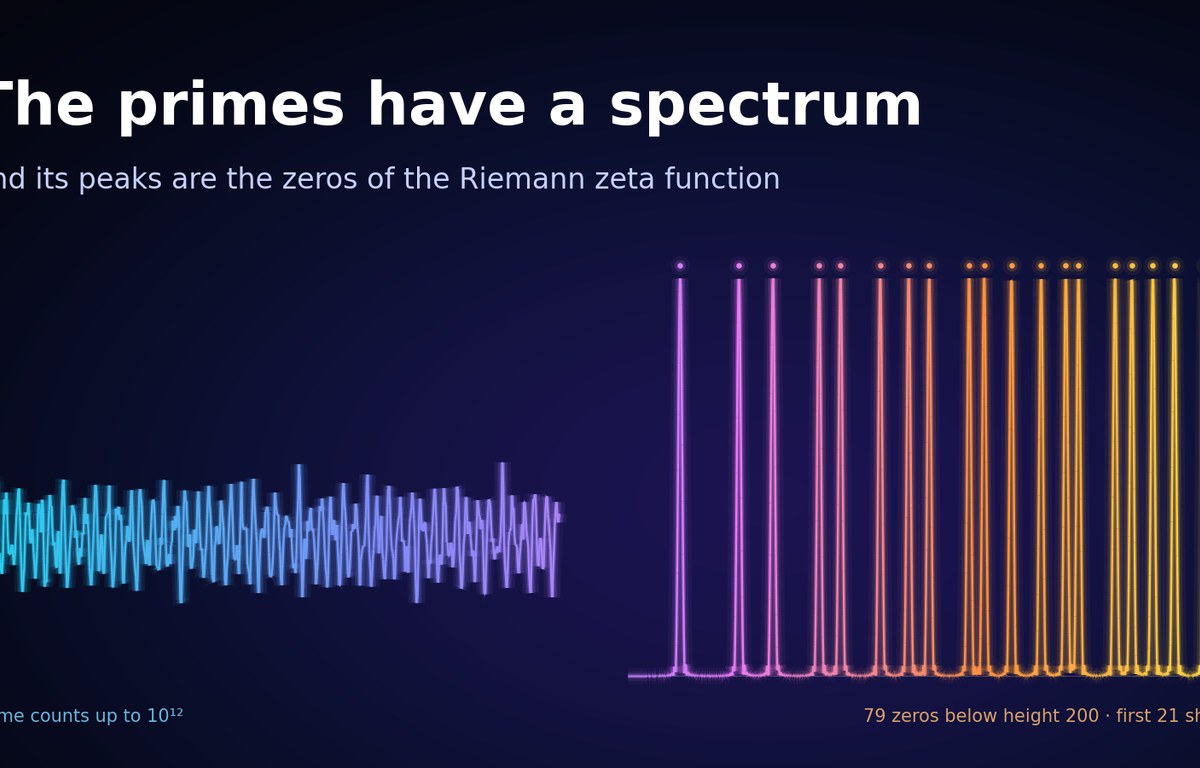 The primes have a spectrum
nd its peaks are the zeros of the Riemann zeta function
me counts up to 10¹²
79 zeros below height 200 · first 21 sh